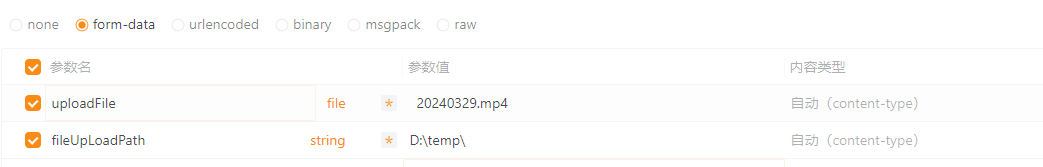 none form-data urlencoded binary msgpack raw
参数名 参数值 内容类型
uploadFile file * 20240329.mp4 自动（content-type）
fileUpLoadPath string * D:\temp\ 自动（content-type）